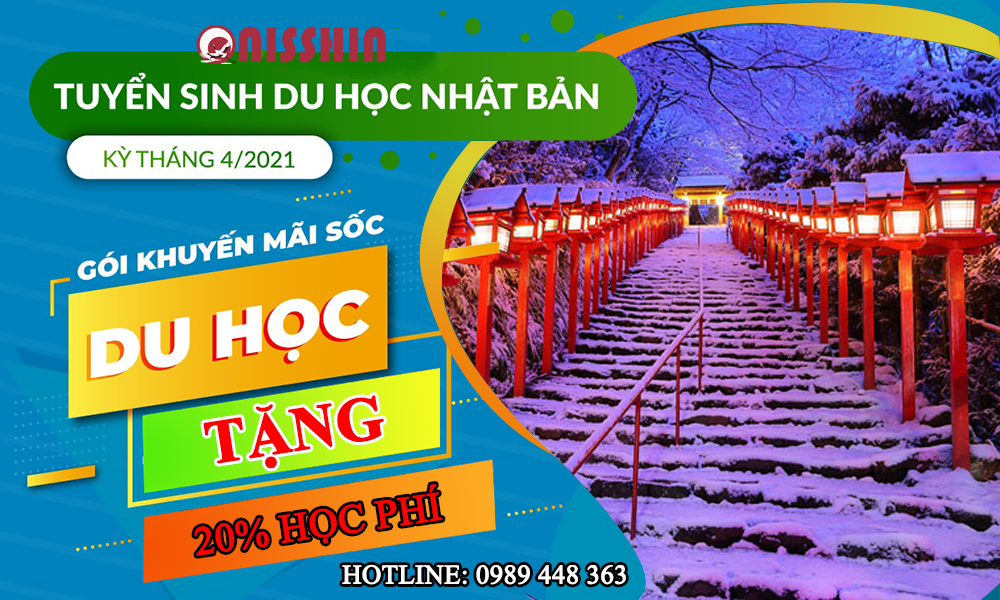 NISSHIN
TUYỂN SINH DU HỌC NHẬT BẢN
KỲ THÁNG 4/2021
GÓI KHUYẾN MÃI SỐC
DU HỌC
TẶNG
20% HỌC PHÍ
HOTLINE: 0989 448 363